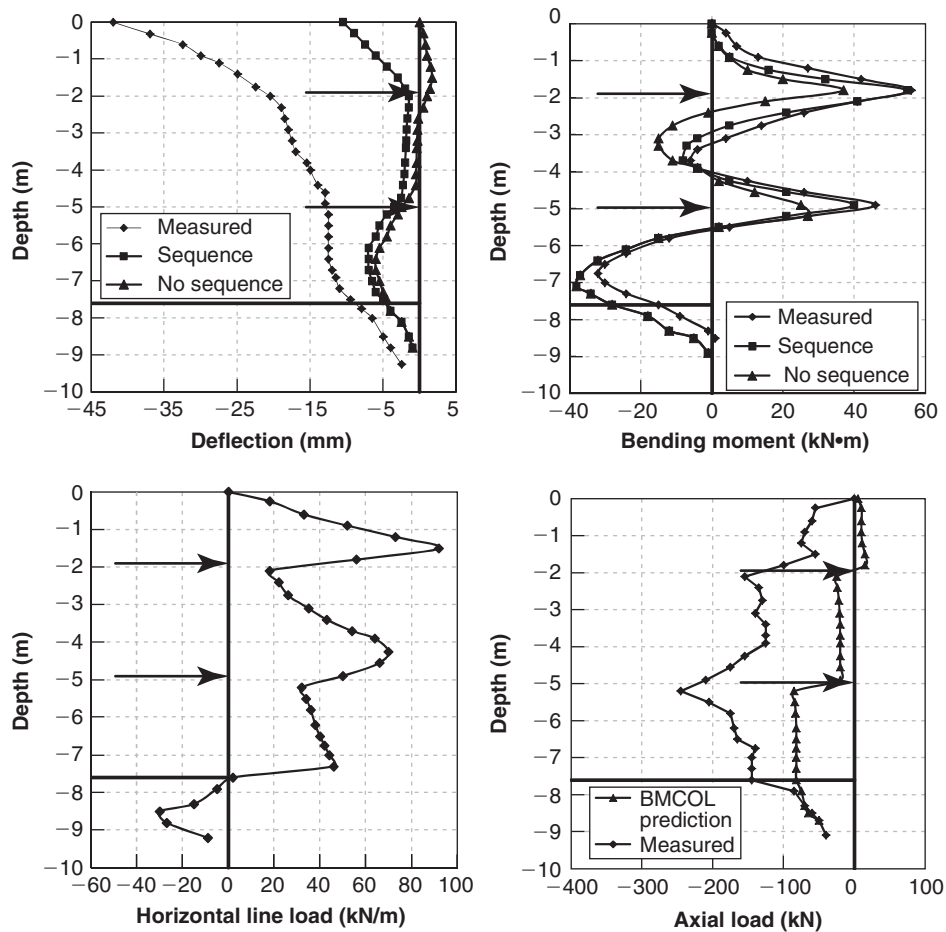 0
−1
−2
−3
−4
−5
−6
−7
−8
−9
−10
Depth (m)
Measured
Sequence
No sequence
−45 −35 −25 −15 −5 5
Deflection (mm)
0
−1
−2
−3
−4
−5
−6
−7
−8
−9
−10
Depth (m)
Measured
Sequence
No sequence
−40 −20 0 20 40 60
Bending moment (kN•m)
0
−1
−2
−3
−4
−5
−6
−7
−8
−9
−10
Depth (m)
−60 −40 −20 0 20 40 60 80 100
Horizontal line load (kN/m)
0
−1
−2
−3
−4
−5
−6
−7
−8
−9
−10
Depth (m)
BMCOL
prediction
Measured
−400 −300 −200 −100 0 100
Axial load (kN)